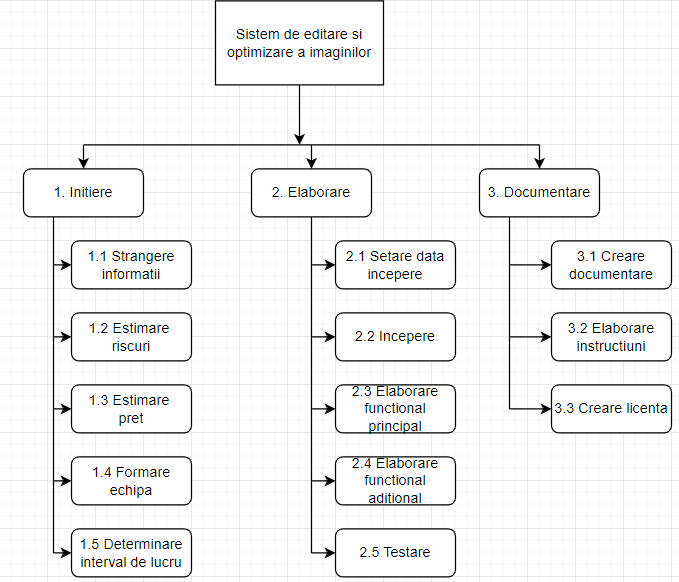 Sistem de editare si
optimizare a imaginilor
1. Initiere
2. Elaborare
3. Documentare
1.1 Strangere
informatii
1.2 Estimare
riscuri
1.3 Estimare
pret
1.4 Formare
echipa
1.5 Determinare
interval de lucru
2.1 Setare data
incepere
2.2 Incepere
2.3 Elaborare
functional
principal
2.4 Elaborare
functional
aditional
2.5 Testare
3.1 Creare
documentare
3.2 Elaborare
instructiuni
3.3 Creare licenta